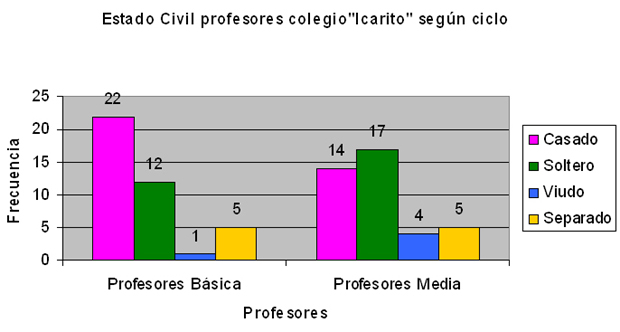 Estado Civil profesores colegio"Icarito" según ciclo
Frecuencia
25
20
15
10
5
0
22
12
1
5
14
17
4
5
Profesores Básica
Profesores Media
Profesores
Casado
Soltero
Viudo
Separado